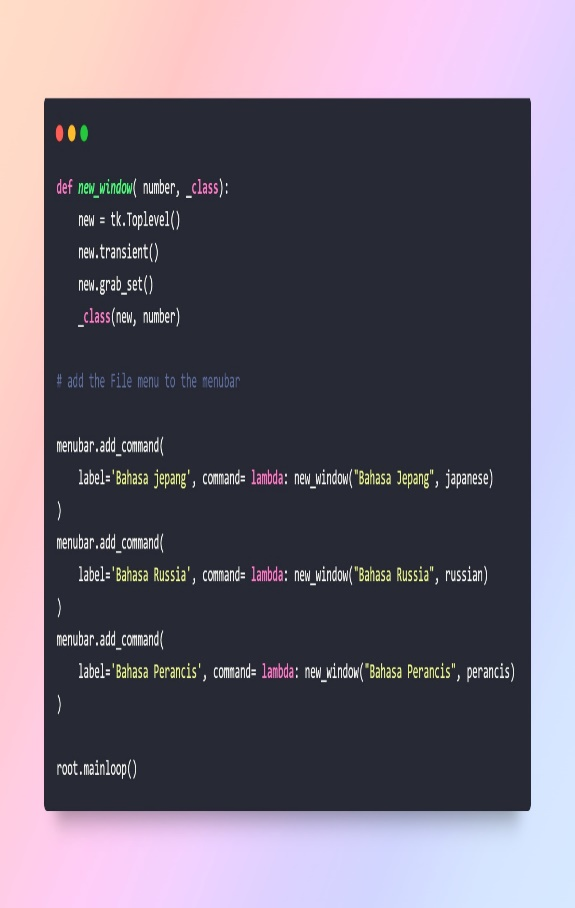 def new_window( number, _class):
    new = tk.Toplevel()
    new.transient()
    new.grab_set()
    _class(new, number)
# add the File menu to the menubar
menubar.add_command(
    label='Bahasa jepang', command= lambda: new_window("Bahasa Jepang", japanese)
)
menubar.add_command(
    label='Bahasa Russia', command= lambda: new_window("Bahasa Russia", russian)
)
menubar.add_command(
    label='Bahasa Perancis', command= lambda: new_window("Bahasa Perancis", perancis)
)
root.mainloop()